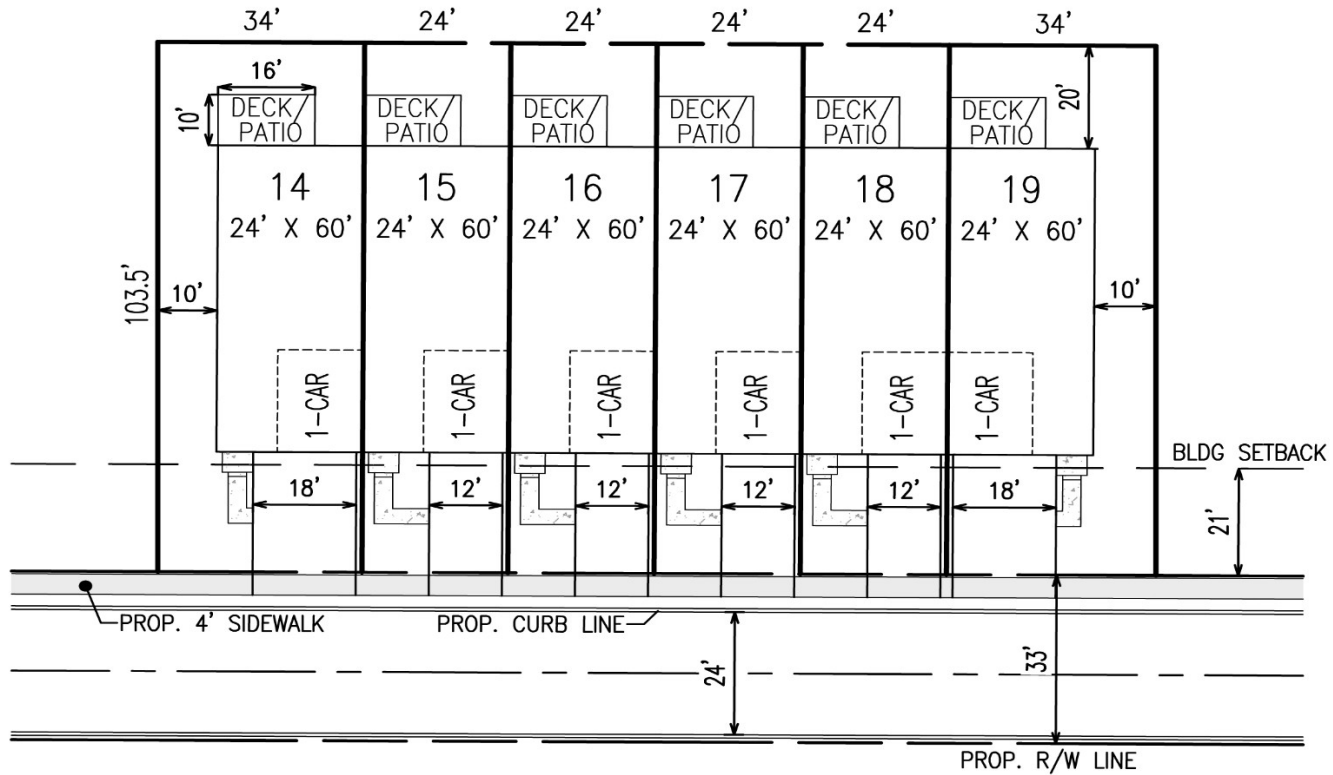 34' 24' 24' 24' 24' 34'
16'
10'
20'
DECK/ DECK/ DECK/ DECK/ DECK/ DECK/
PATIO PATIO PATIO PATIO PATIO PATIO
14 15 16 17 18 19
24' X 60' 24' X 60' 24' X 60' 24' X 60' 24' X 60' 24' X 60'
103.5'
10' 10'
1-CAR 1-CAR 1-CAR 1-CAR 1-CAR 1-CAR
BLDG SETBACK
18' 12' 12' 12' 12' 18'
21'
PROP. 4' SIDEWALK PROP. CURB LINE
24' 33'
PROP. R/W LINE